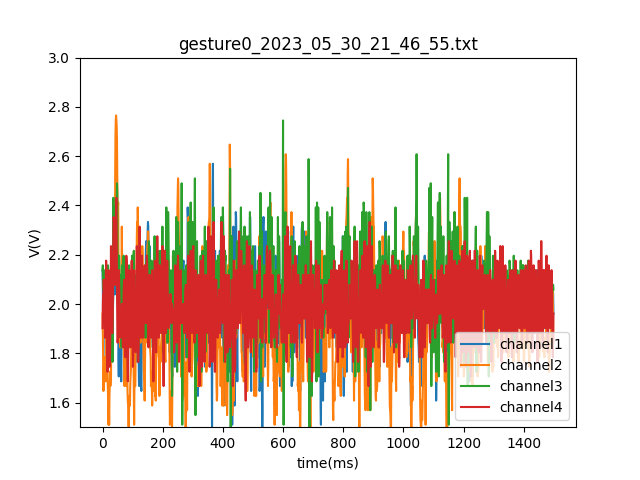 gesture0_2023_05_30_21_46_55.txt
3.0
2.8
2.6
2.4
2.2
2.0
1.8
1.6
V(V)
channel1
channel2
channel3
channel4
0 200 400 600 800 1000 1200 1400
time(ms)